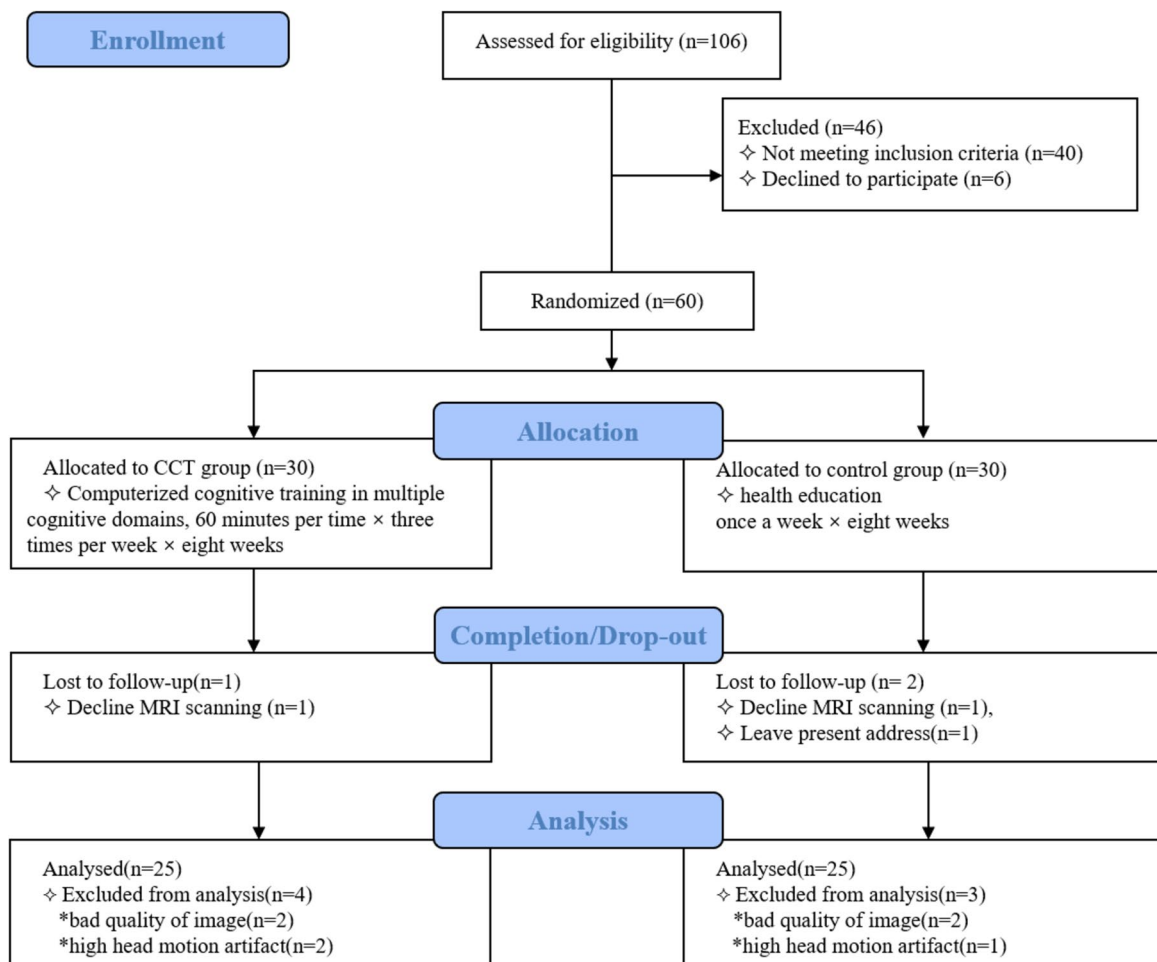 Enrollment
Assessed for eligibility (n=106)
Excluded (n=46)
✧ Not meeting inclusion criteria (n=40)
✧ Declined to participate (n=6)
Randomized (n=60)
Allocation
Allocated to CCT group (n=30)
✧ Computerized cognitive training in multiple
cognitive domains, 60 minutes per time × three
times per week × eight weeks
Allocated to control group (n=30)
✧ health education
once a week × eight weeks
Completion/Drop-out
Lost to follow-up(n=1)
✧ Decline MRI scanning (n=1)
Lost to follow-up (n= 2)
✧ Decline MRI scanning (n=1),
✧ Leave present address(n=1)
Analysis
Analysed(n=25)
✧ Excluded from analysis(n=4)
*bad quality of image(n=2)
*high head motion artifact(n=2)
Analysed(n=25)
✧ Excluded from analysis(n=3)
*bad quality of image(n=2)
*high head motion artifact(n=1)